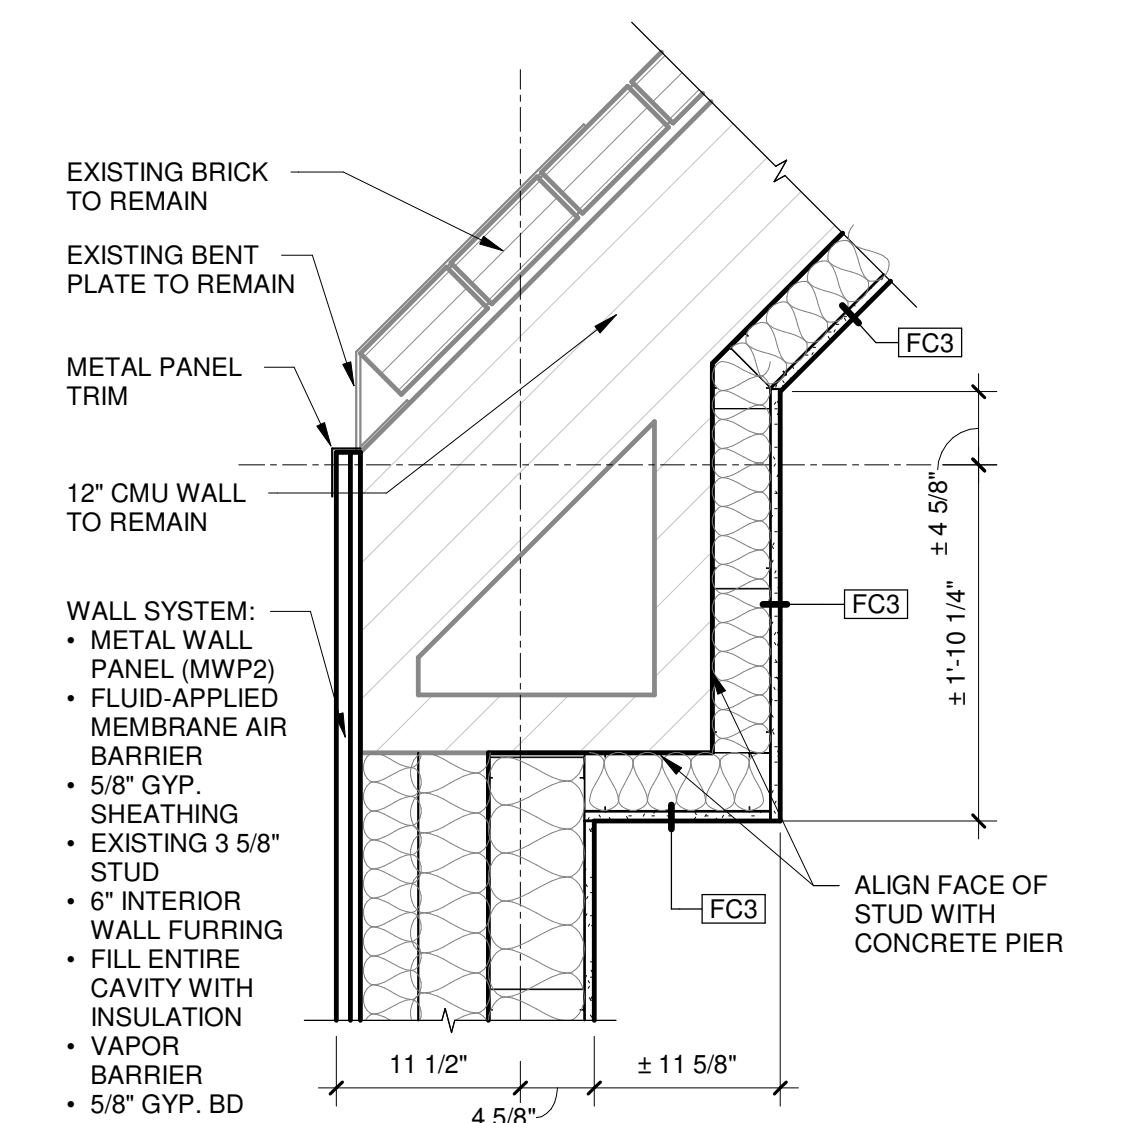 EXISTING BRICK
TO REMAIN
EXISTING BENT
PLATE TO REMAIN
METAL PANEL
TRIM
12" CMU WALL
TO REMAIN
WALL SYSTEM:
• METAL WALL
PANEL (MWP2)
• FLUID-APPLIED
MEMBRANE AIR
BARRIER
• 5/8" GYP.
SHEATHING
• EXISTING 3 5/8"
STUD
• 6" INTERIOR
WALL FURRING
• FILL ENTIRE
CAVITY WITH
INSULATION
• VAPOR
BARRIER
• 5/8" GYP. BD
FC3
± 4 5/8"
FC3
± 1'-10 1/4"
FC3
ALIGN FACE OF
STUD WITH
CONCRETE PIER
11 1/2"
± 11 5/8"
4 5/8"